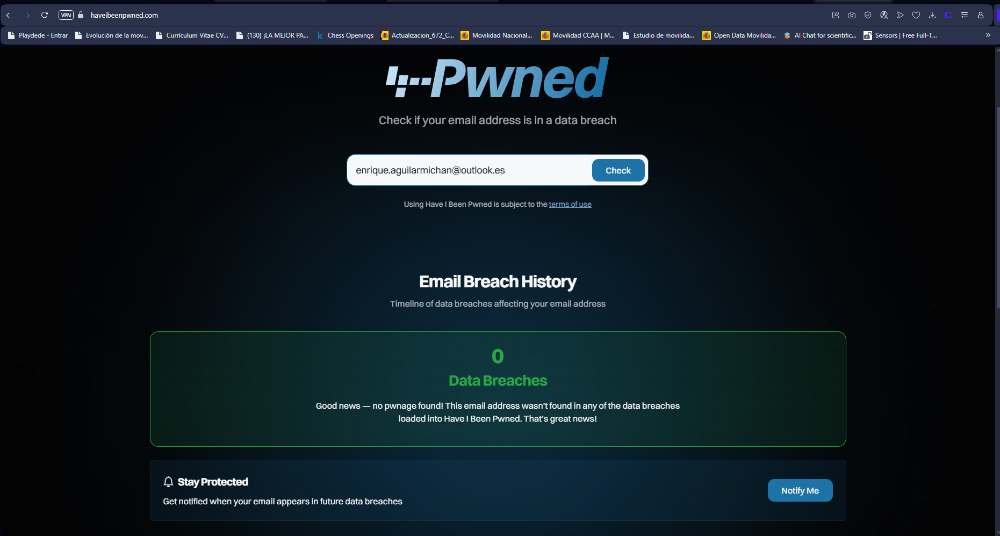 VPN haveibeenpwned.com
Playdede - Entrar Evolución de la mov... Currículum Vitae CV... (130) ¡LA MEJOR PA... Chess Openings Actualizacion_672_C... Movilidad Nacional... Movilidad CCAA | M... Estudio de movilida... Open Data Movilida... AI Chat for scientific... Sensors | Free Full-T...
Pwned
Check if your email address is in a data breach
enrique.aguilarmichan@outlook.es Check
Using Have I Been Pwned is subject to the terms of use
Email Breach History
Timeline of data breaches affecting your email address
0
Data Breaches
Good news — no pwnage found! This email address wasn't found in any of the data breaches
loaded into Have I Been Pwned. That's great news!
Stay Protected
Get notified when your email appears in future data breaches
Notify Me